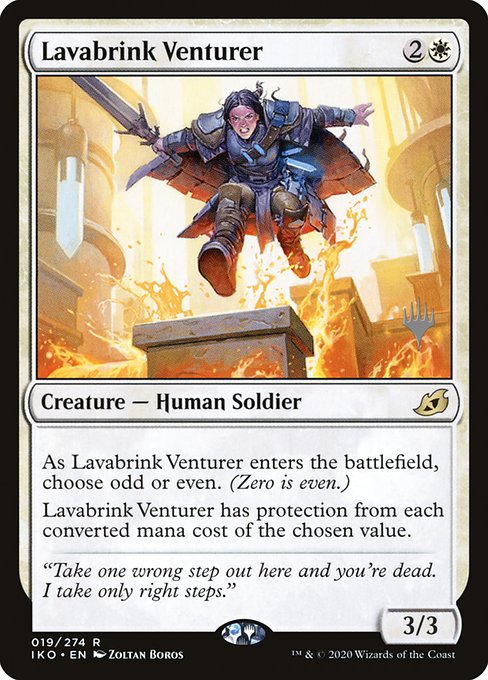 Lavabrink Venturer 2
Creature — Human Soldier
As Lavabrink Venturer enters the battlefield,
choose odd or even. (Zero is even.)
Lavabrink Venturer has protection from each
converted mana cost of the chosen value.
“Take one wrong step out here and you’re dead.
I take only right steps.”
3/3
019/274 R
IKO • EN Zoltan Boros
™ & © 2020 Wizards of the Coast